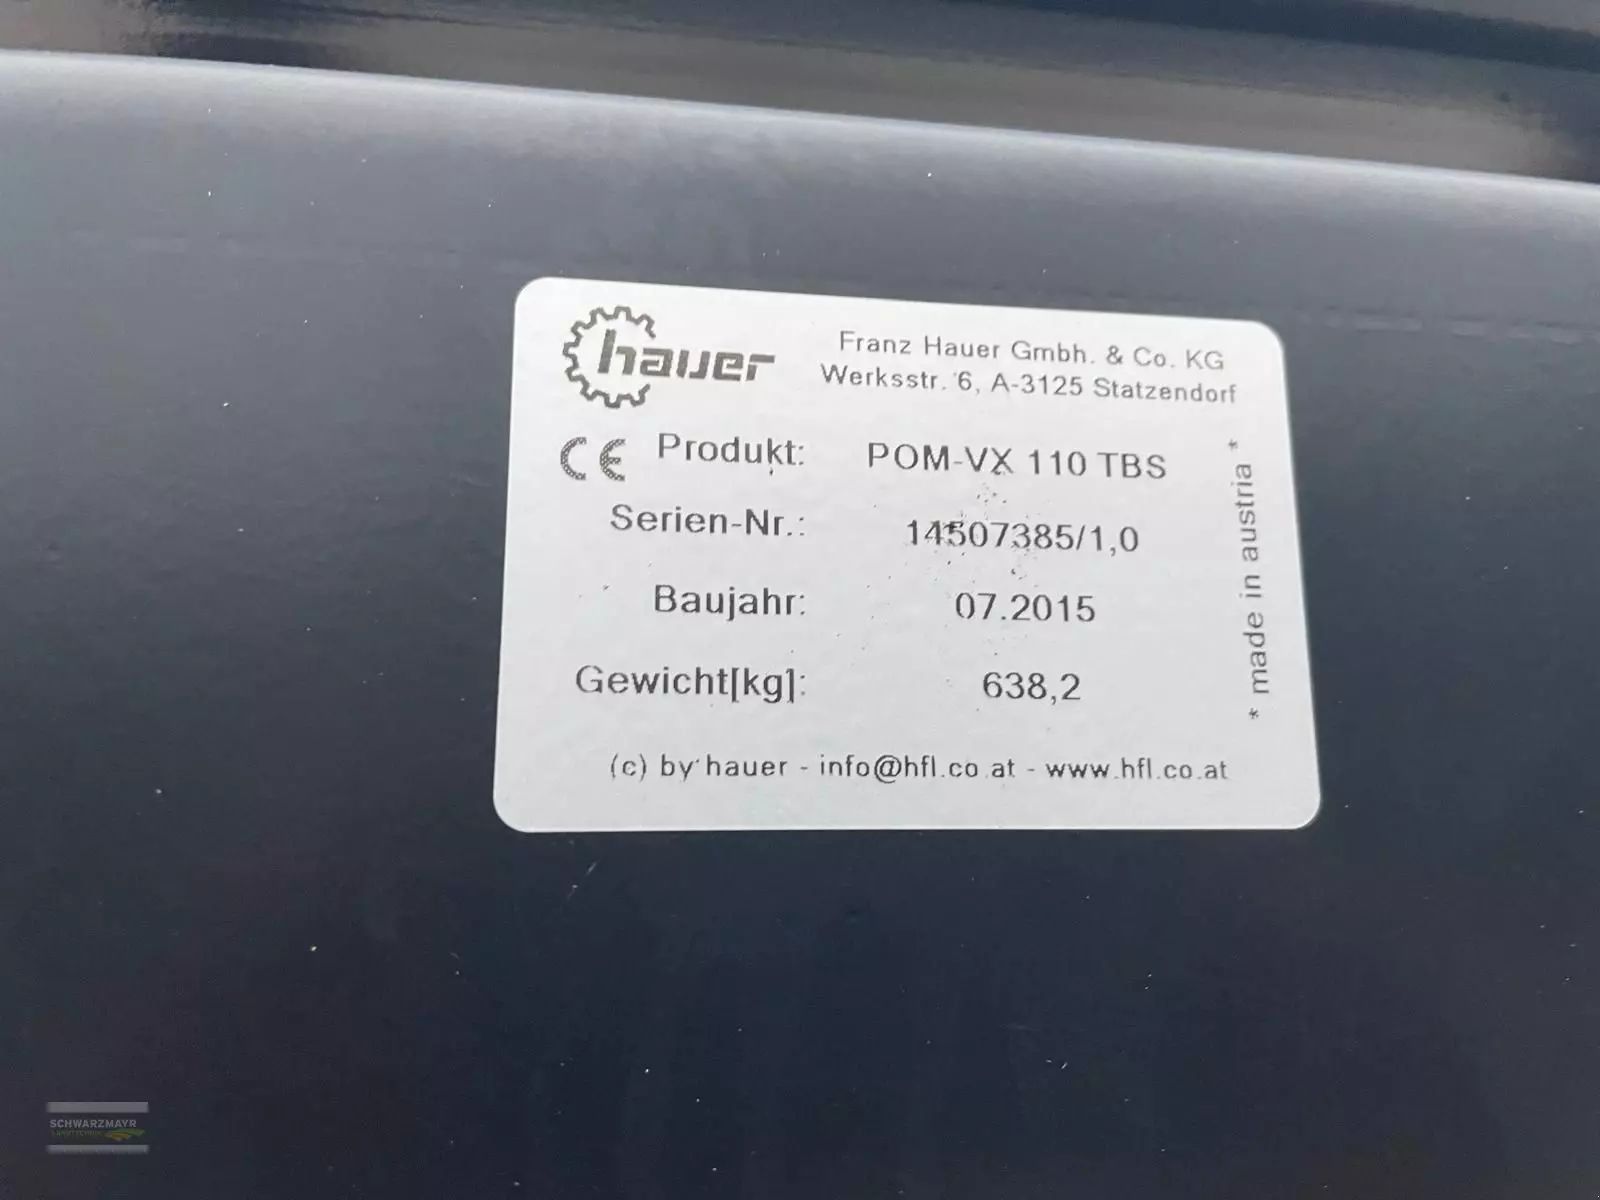 hauer
Franz Hauer Gmbh. & Co. KG
Werksstr. 6, A-3125 Statzendorf
CE Produkt: POM-VX 110 TBS
Serien-Nr.: 14507385/1,0
Baujahr: 07.2015
Gewicht[kg]: 638,2
* made in austria *
(c) by hauer - info@hfl.co.at - www.hfl.co.at
SCHWARZMAYR
LANDTECHNIK